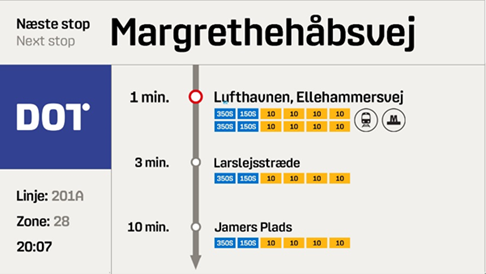 Næste stop
Next stop
Margrethehåbsvej
DOT
1 min.
Lufthavnen, Ellehammersvej
350S 150S 10 10 10 10
350S 150S 10 10 10 10
M
3 min.
Larslejsstræde
350S 150S 10 10 10 10
10 min.
Jamers Plads
350S 150S 10 10 10 10
Linje: 201A
Zone: 28
20:07